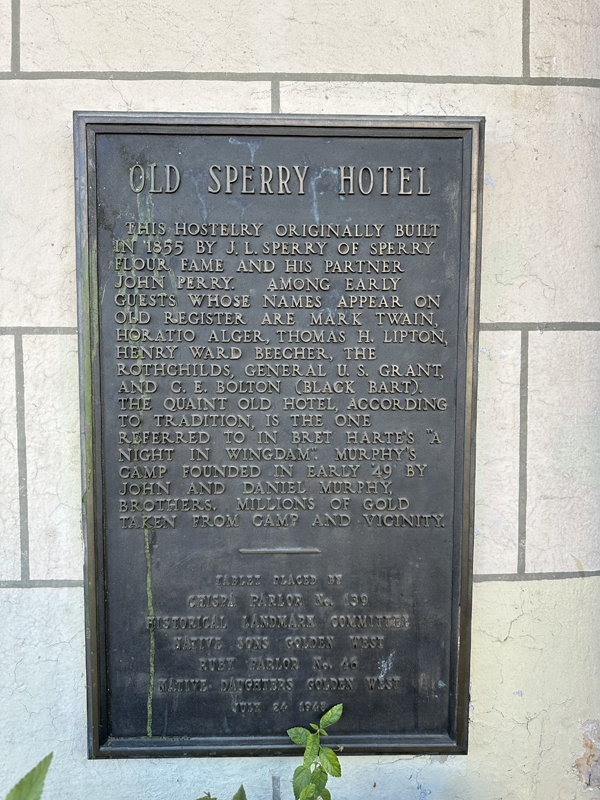 OLD SPERRY HOTEL
THIS HOSTELRY ORIGINALLY BUILT
IN 1855 BY J. L. SPERRY OF SPERRY
FLOUR FAME AND HIS PARTNER
JOHN PERRY. AMONG EARLY
GUESTS WHOSE NAMES APPEAR ON
OLD REGISTER ARE MARK TWAIN,
HORATIO ALGER, THOMAS H. LIPTON,
HENRY WARD BEECHER, THE
ROTHCHILDS, GENERAL U. S. GRANT,
AND C. E. BOLTON (BLACK BART).
THE QUAINT OLD HOTEL, ACCORDING
TO TRADITION, IS THE ONE
REFERRED TO IN BRET HARTE'S "A
NIGHT IN WINGDAM". MURPHY'S
CAMP FOUNDED IN EARLY '49 BY
JOHN AND DANIEL MURPHY,
BROTHERS. MILLIONS OF GOLD
TAKEN FROM CAMP AND VICINITY.
TABLET PLACED BY
CHISPA PARLOR No. 139
HISTORICAL LANDMARK COMMITTEE
NATIVE SONS GOLDEN WEST
RUBY PARLOR No. 46
NATIVE DAUGHTERS GOLDEN WEST
JULY 24